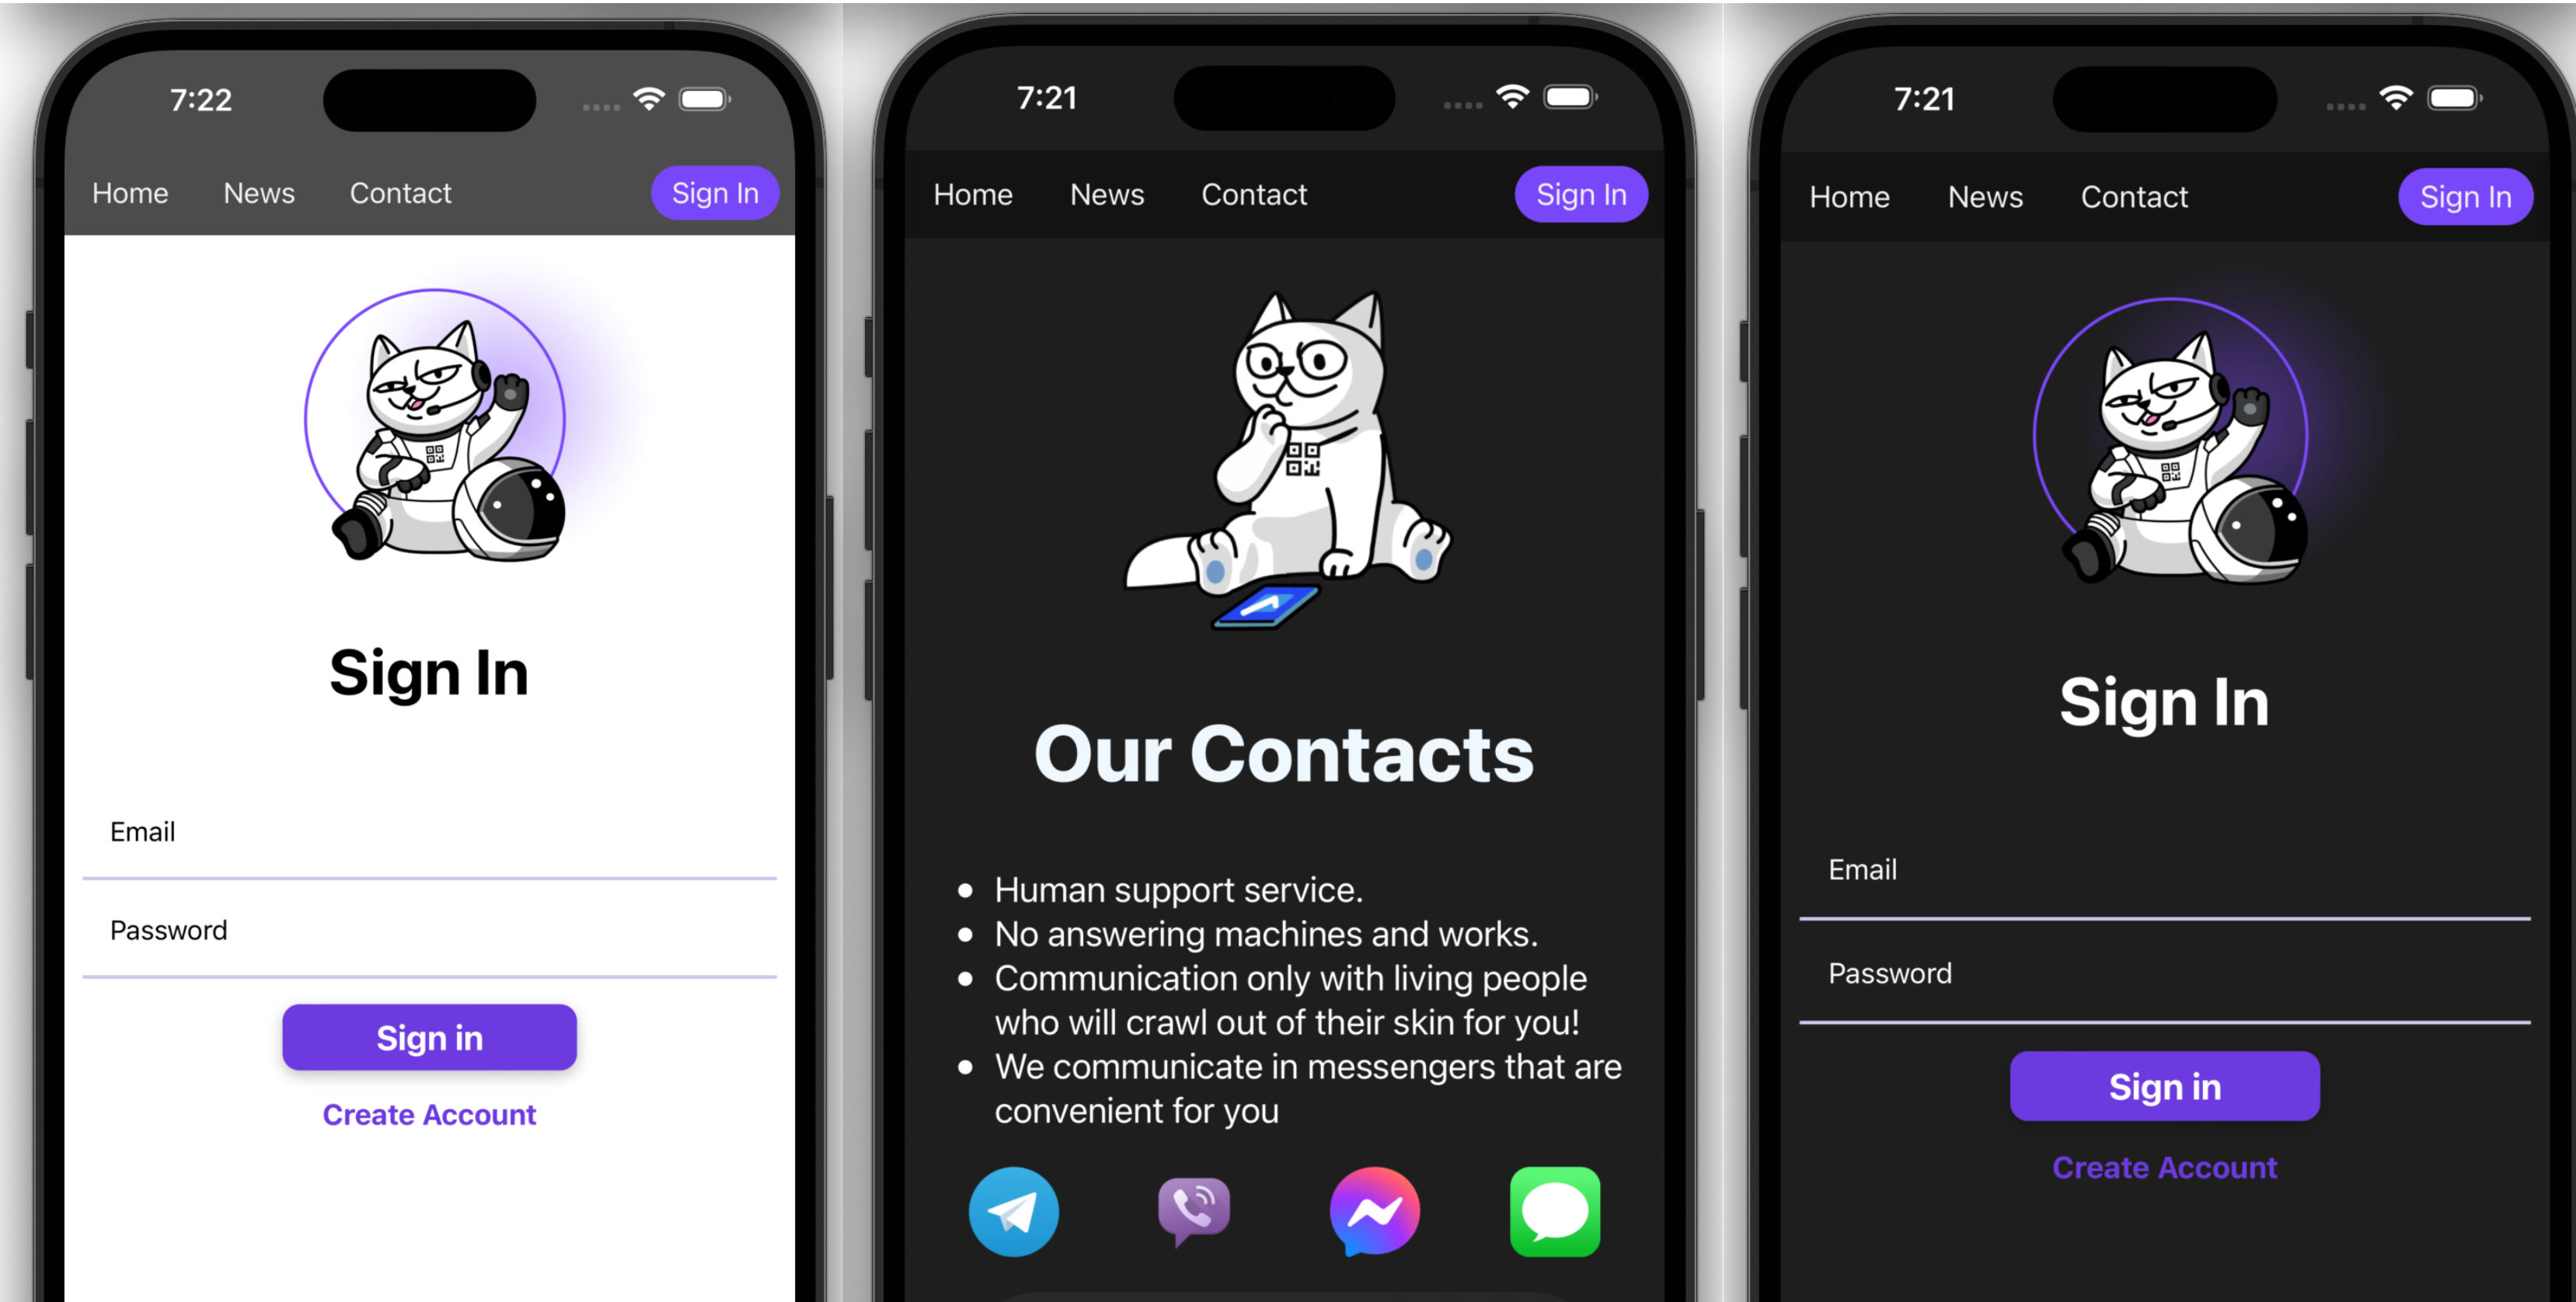 7:22
Home News Contact Sign In
Sign In
Email
Password
Sign in
Create Account
7:21
Home News Contact Sign In
Our Contacts
Human support service.
No answering machines and works.
Communication only with living people
who will crawl out of their skin for you!
We communicate in messengers that are
convenient for you
7:21
Home News Contact Sign In
Sign In
Email
Password
Sign in
Create Account